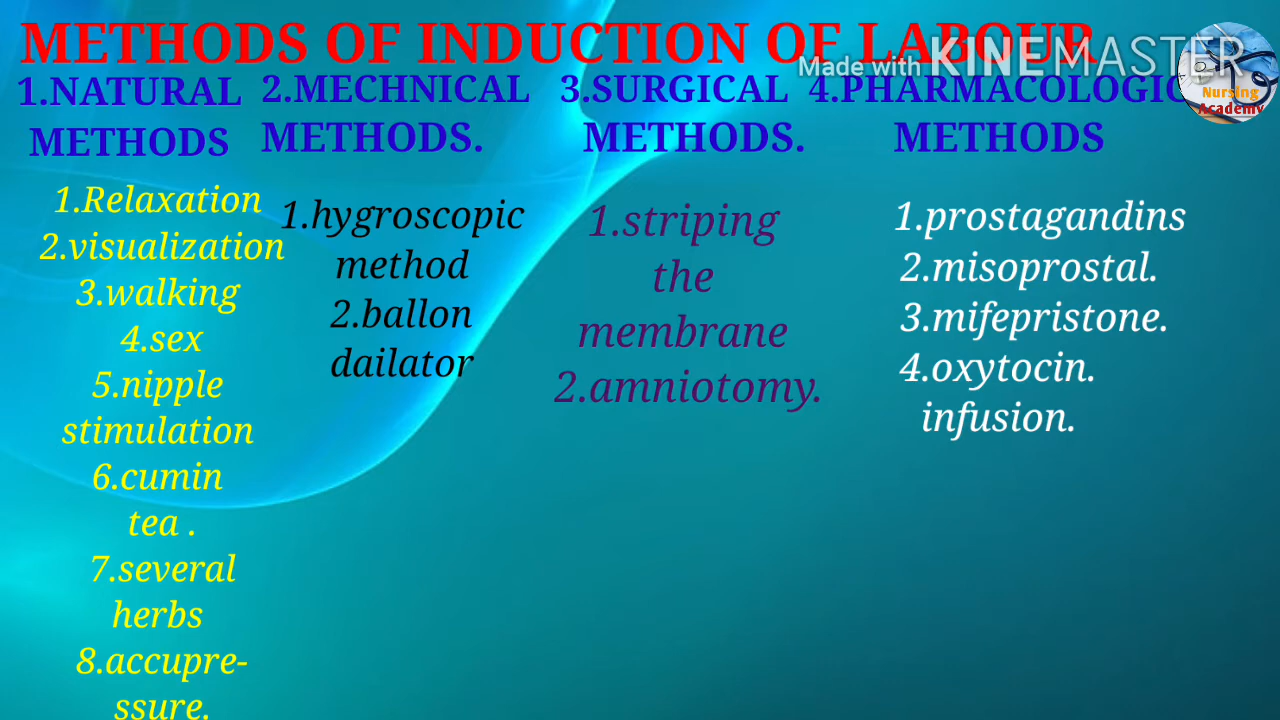 METHODS OF INDUCTION OF LABOUR
Made with KINEMASTER
Nursing
Academy
1.NATURAL
METHODS
1.Relaxation
2.visualization
3.walking
4.sex
5.nipple
stimulation
6.cumin
tea .
7.several
herbs
8.accupre-
ssure.
2.MECHNICAL
METHODS.
1.hygroscopic
method
2.ballon
dailator
3.SURGICAL
METHODS.
1.striping
the
membrane
2.amniotomy.
4.PHARMACOLOGIC
METHODS
1.prostagandins
2.misoprostal.
3.mifepristone.
4.oxytocin.
infusion.